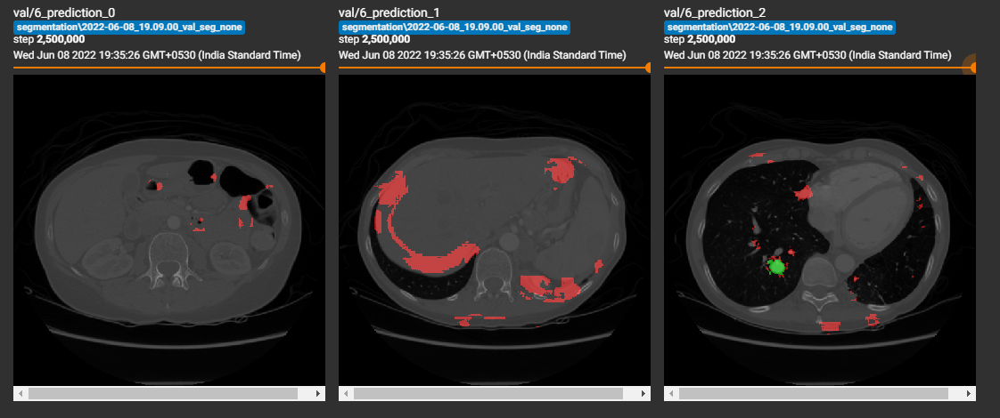 val/6_prediction_0
segmentation\2022-06-08_19.09.00_val_seg_none
step 2,500,000
Wed Jun 08 2022 19:35:26 GMT+0530 (India Standard Time)
val/6_prediction_1
segmentation\2022-06-08_19.09.00_val_seg_none
step 2,500,000
Wed Jun 08 2022 19:35:26 GMT+0530 (India Standard Time)
val/6_prediction_2
segmentation\2022-06-08_19.09.00_val_seg_none
step 2,500,000
Wed Jun 08 2022 19:35:26 GMT+0530 (India Standard Time)